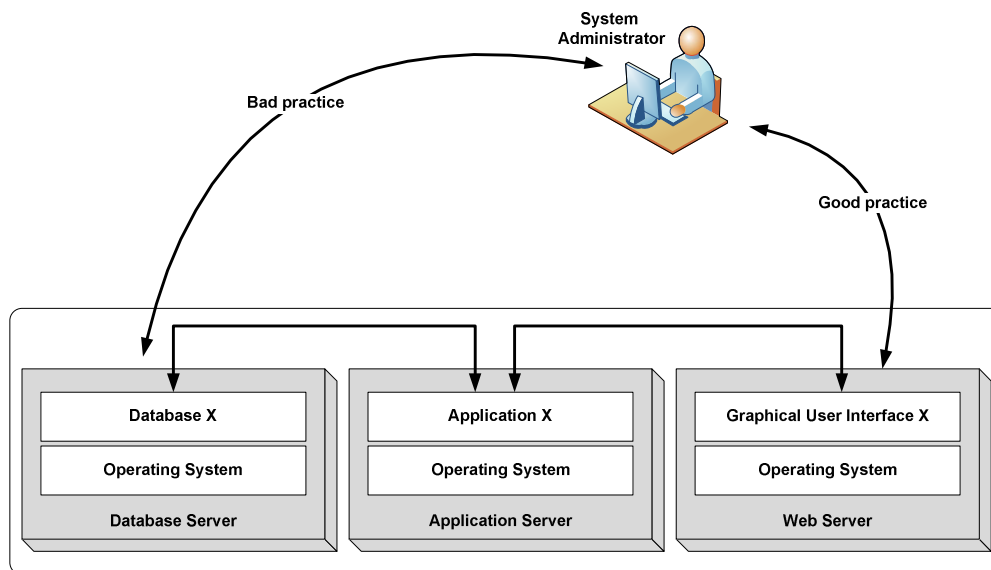 System
Administrator
Bad practice
Good practice
Database X
Application X
Graphical User Interface X
Operating System
Operating System
Operating System
Database Server
Application Server
Web Server